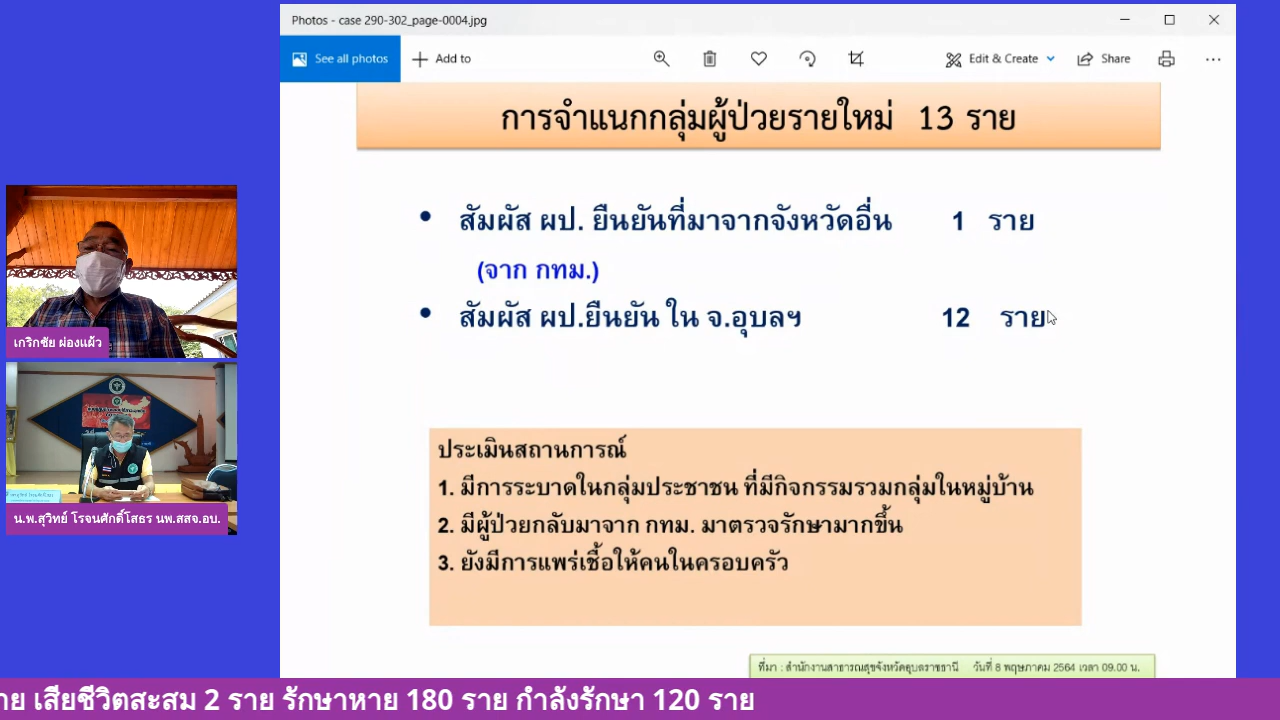 Photos - case 290-302_page-0004.jpg
See all photos
Add to
Edit & Create
Share
การจำแนกกลุ่มผู้ป่วยรายใหม่ 13 ราย
• สัมผัส ผป. ยืนยันที่มาจากจังหวัดอื่น 1 ราย
(จาก กทม.)
• สัมผัส ผป.ยืนยัน ใน จ.อุบลฯ 12 ราย
ประเมินสถานการณ์
1. มีการระบาดในกลุ่มประชาชน ที่มีกิจกรรมรวมกลุ่มในหมู่บ้าน
2. มีผู้ป่วยกลับมาจาก กทม. มาตรวจรักษามากขึ้น
3. ยังมีการแพร่เชื้อให้คนในครอบครัว
ที่มา : สำนักงานสาธารณสุขจังหวัดอุบลราชธานี วันที่ 8 พฤษภาคม 2564 เวลา 09.00 น.
เกริกชัย ผ่องแผ้ว
น.พ.สุวิทย์ โรจนศักดิ์โสธร นพ.สสจ.อบ.
าย เสียชีวิตสะสม 2 ราย รักษาหาย 180 ราย กำลังรักษา 120 ราย